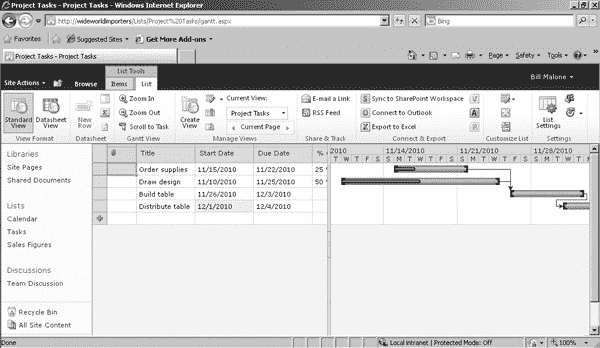 Project Tasks - Project Tasks - Windows Internet Explorer
http://wideworldimporters/Lists/Project%20Tasks/gantt.aspx
Bing
Favorites Suggested Sites Get More Add-ons
Project Tasks - Project Tasks
Page Safety Tools
List Tools
Site Actions Browse Items List Bill Malone
Standard View
Datasheet View
New Row
Zoom In
Zoom Out
Scroll to Task
Create View
Current View:
Project Tasks
Current Page
E-mail a Link
RSS Feed
Sync to SharePoint Workspace
Connect to Outlook
Export to Excel
List Settings
View Format Datasheet Gantt View Manage Views Share & Track Connect & Export Customize List Settings
Libraries
Site Pages
Shared Documents
Lists
Calendar
Tasks
Sales Figures
Discussions
Team Discussion
Recycle Bin
All Site Content
Title Start Date Due Date %
Order supplies 11/15/2010 11/22/2010 25
Draw design 11/10/2010 11/25/2010 50
Build table 11/26/2010 12/3/2010
Distribute table 12/1/2010 12/4/2010
2010 11/14/2010 11/21/2010 11/28/2010
T W T F S S M T W T F S S M T W T F S S M T W T F S
Done Local intranet | Protected Mode: Off 100%